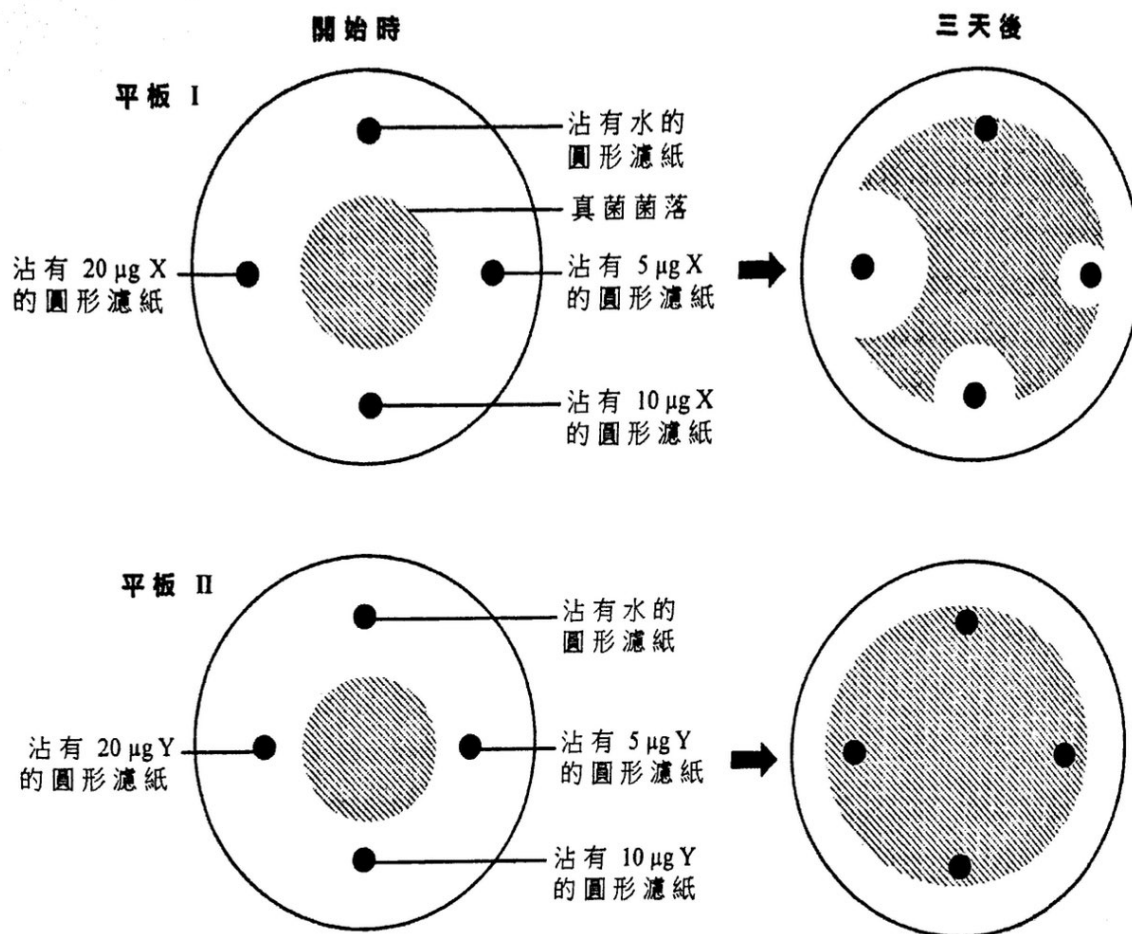 開始時
三天後
平板 I
沾有水的
圓形濾紙
真菌菌落
沾有 20 μg X
的圓形濾紙
沾有 5 μg X
的圓形濾紙
沾有 10 μg X
的圓形濾紙
平板 II
沾有水的
圓形濾紙
沾有 20 μg Y
的圓形濾紙
沾有 5 μg Y
的圓形濾紙
沾有 10 μg Y
的圓形濾紙